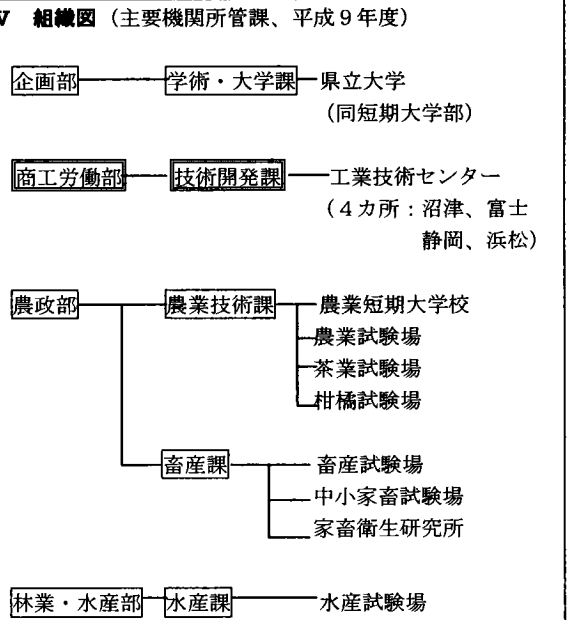 V 組織図（主要機関所管課、平成９年度）
企画部 学術・大学課 県立大学
（同短期大学部）
商工労働部 技術開発課 工業技術センター
（４カ所：沼津、富士
静岡、浜松）
農政部 農業技術課 農業短期大学校
農業試験場
茶業試験場
柑橘試験場
畜産課 畜産試験場
中小家畜試験場
家畜衛生研究所
林業・水産部 水産課 水産試験場